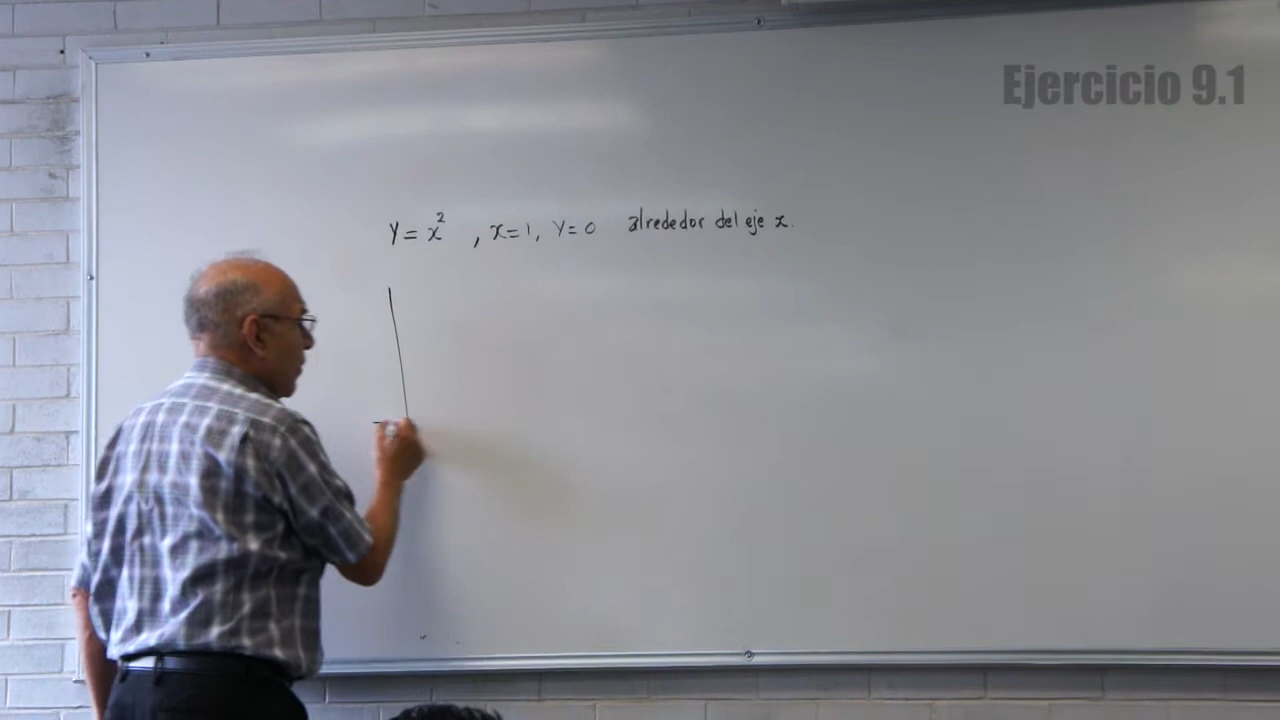 Ejercicio 9.1
y = x², x=1, y=0 alrededor del eje x.